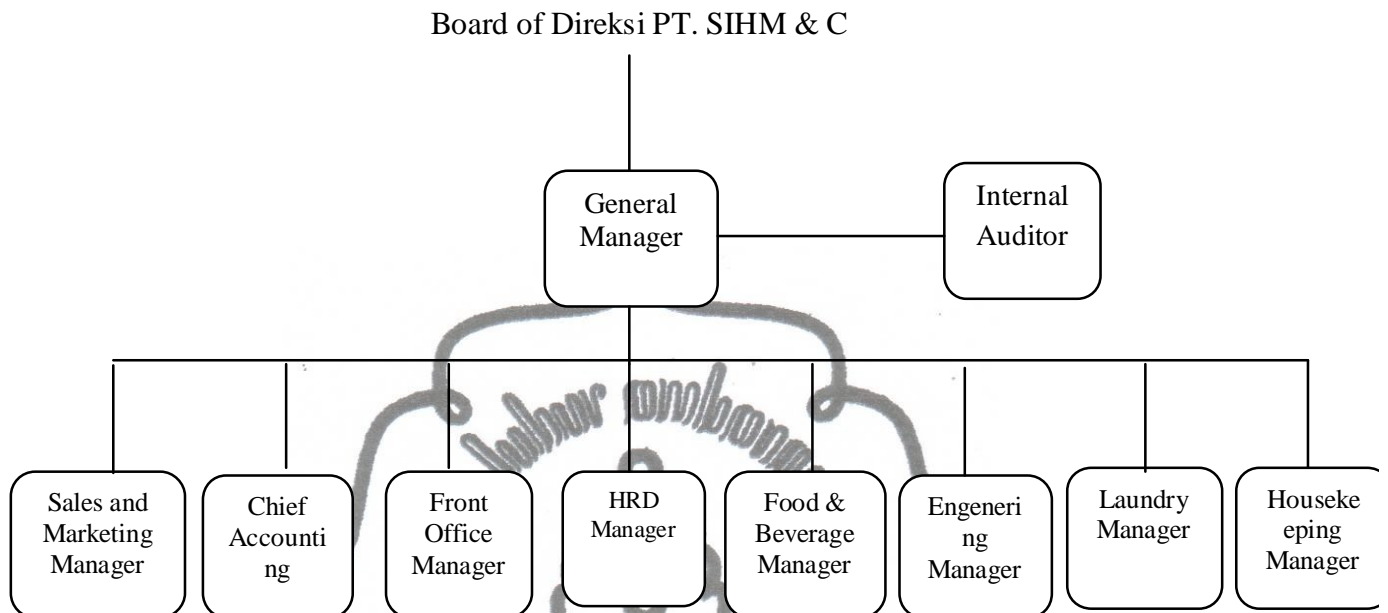 Board of Direksi PT. SIHM & C
General
Manager
Internal
Auditor
Sales and
Marketing
Manager
Chief
Accounti
ng
Front
Office
Manager
HRD
Manager
Food &
Beverage
Manager
Engeneri
ng
Manager
Laundry
Manager
Houseke
eping
Manager